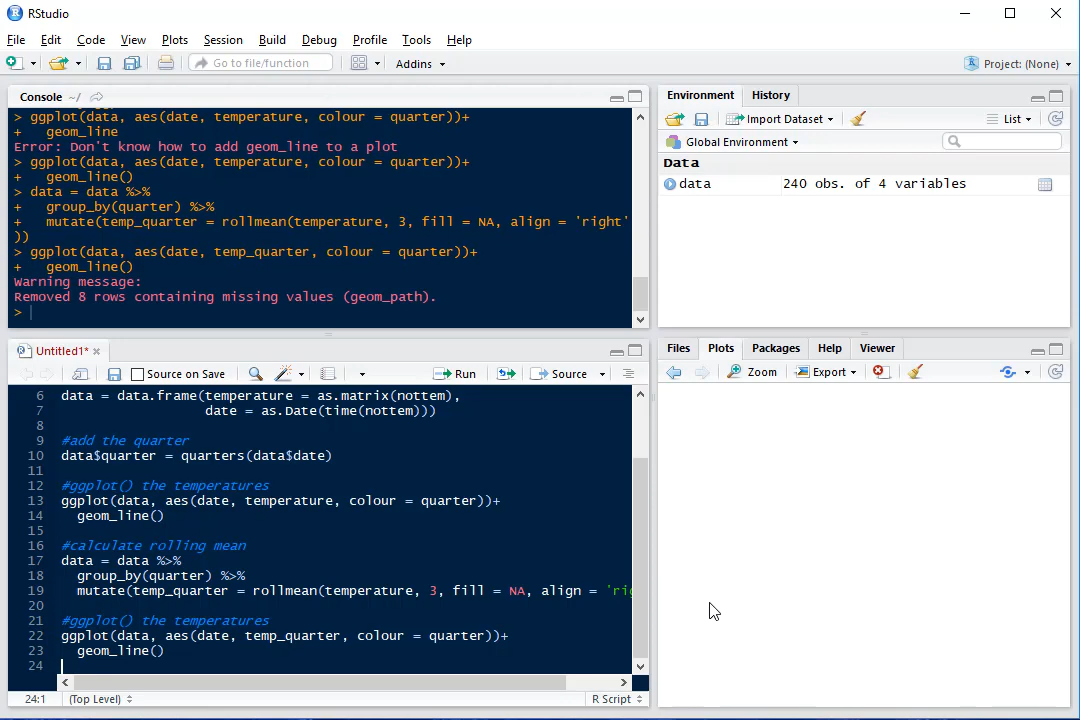 RStudio
File Edit Code View Plots Session Build Debug Profile Tools Help
Go to file/function Addins Project: (None)
Console ~/
> ggplot(data, aes(date, temperature, colour = quarter))+
+   geom_line
Error: Don't know how to add geom_line to a plot
> ggplot(data, aes(date, temperature, colour = quarter))+
+   geom_line()
> data = data %>%
+   group_by(quarter) %>%
+   mutate(temp_quarter = rollmean(temperature, 3, fill = NA, align = 'right'
))
> ggplot(data, aes(date, temp_quarter, colour = quarter))+
+   geom_line()
Warning message:
Removed 8 rows containing missing values (geom_path).
>
Environment History
Import Dataset List
Global Environment
Data
data 240 obs. of 4 variables
Untitled1*
Source on Save Run Source
6 data = data.frame(temperature = as.matrix(nottem),
7                   date = as.Date(time(nottem)))
8
9 #add the quarter
10 data$quarter = quarters(data$date)
11
12 #ggplot() the temperatures
13 ggplot(data, aes(date, temperature, colour = quarter))+
14   geom_line()
15
16 #calculate rolling mean
17 data = data %>%
18   group_by(quarter) %>%
19   mutate(temp_quarter = rollmean(temperature, 3, fill = NA, align = 'rig
20
21 #ggplot() the temperatures
22 ggplot(data, aes(date, temp_quarter, colour = quarter))+
23   geom_line()
24
24:1 (Top Level) R Script
Files Plots Packages Help Viewer
Zoom Export